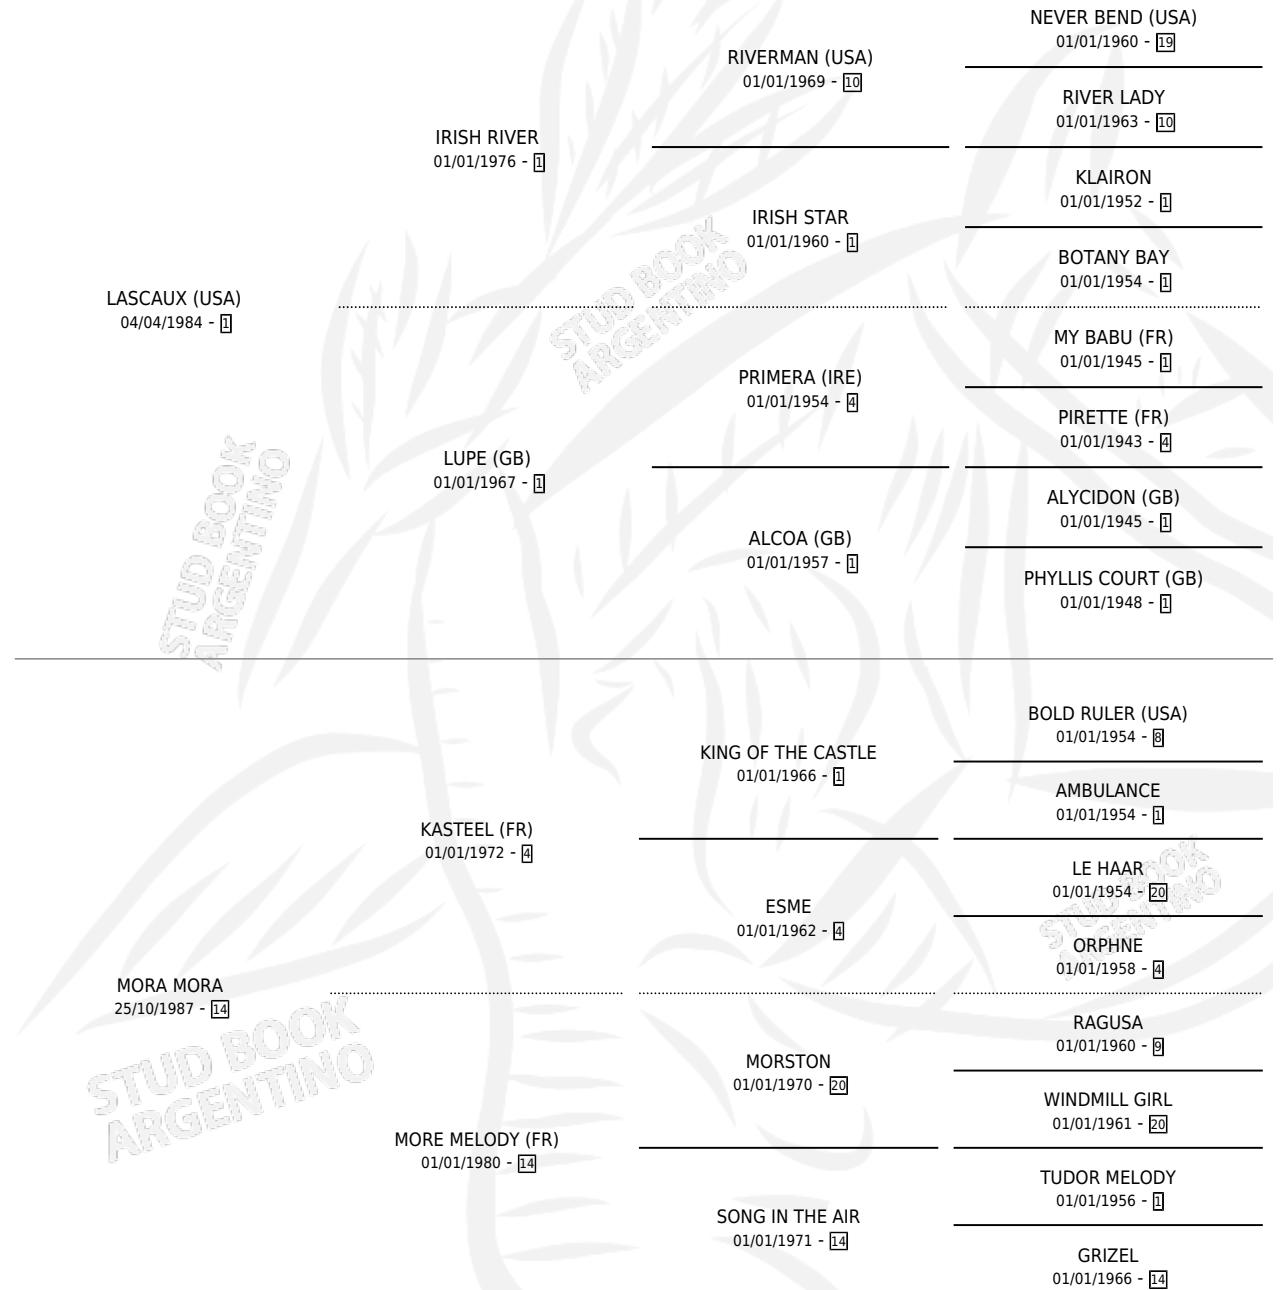 NEVER BEND (USA)
01/01/1960 - 19
RIVERMAN (USA)
01/01/1969 - 10
RIVER LADY
01/01/1963 - 10
IRISH RIVER
01/01/1976 - 1
KLAIRON
01/01/1952 - 1
IRISH STAR
01/01/1960 - 1
BOTANY BAY
01/01/1954 - 1
LASCAUX (USA)
04/04/1984 - 1
STUD BOOK
ARGENTINO
MY BABU (FR)
01/01/1945 - 1
PRIMERA (IRE)
01/01/1954 - 4
PIRETTE (FR)
01/01/1943 - 4
LUPE (GB)
01/01/1967 - 1
ALYCIDON (GB)
01/01/1945 - 1
ALCOA (GB)
01/01/1957 - 1
PHYLLIS COURT (GB)
01/01/1948 - 1
STUD BOOK
ARGENTINO
BOLD RULER (USA)
01/01/1954 - 8
KING OF THE CASTLE
01/01/1966 - 1
AMBULANCE
01/01/1954 - 1
KASTEEL (FR)
01/01/1972 - 4
LE HAAR
01/01/1954 - 20
ESME
01/01/1962 - 4
STUD BOOK
ARGENTINO
ORPHNE
01/01/1958 - 4
MORA MORA
25/10/1987 - 14
RAGUSA
01/01/1960 - 9
MORSTON
01/01/1970 - 20
WINDMILL GIRL
01/01/1961 - 20
STUD BOOK
ARGENTINO
MORE MELODY (FR)
01/01/1980 - 14
TUDOR MELODY
01/01/1956 - 1
SONG IN THE AIR
01/01/1971 - 14
GRIZEL
01/01/1966 - 14